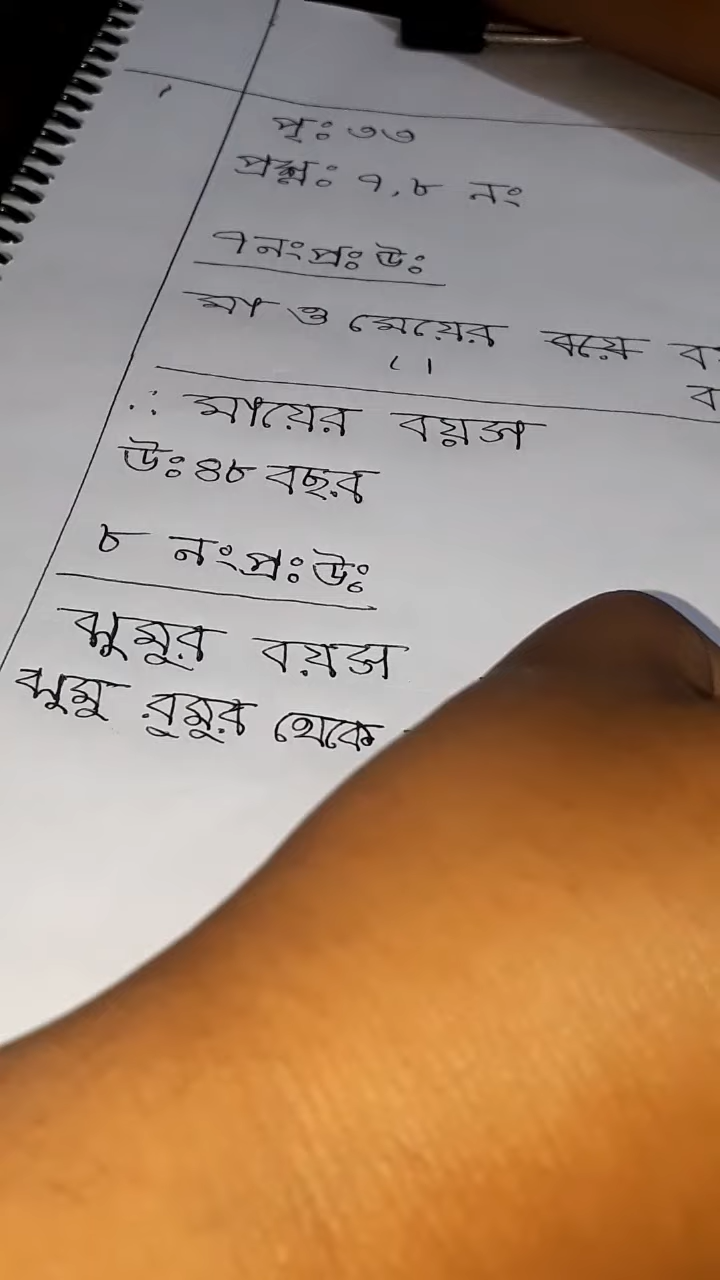 পৃঃ ৩৩
প্রশ্নঃ ৭,৮ নং
৭নংপ্রঃ উঃ
মা ও মেয়ের বয়ে ব
ব
∴ মায়ের বয়স
উঃ ৪৮ বছর
৮ নংপ্রঃ উঃ
ঝুমুর বয়স
ঝুমু রুমুর থেকে